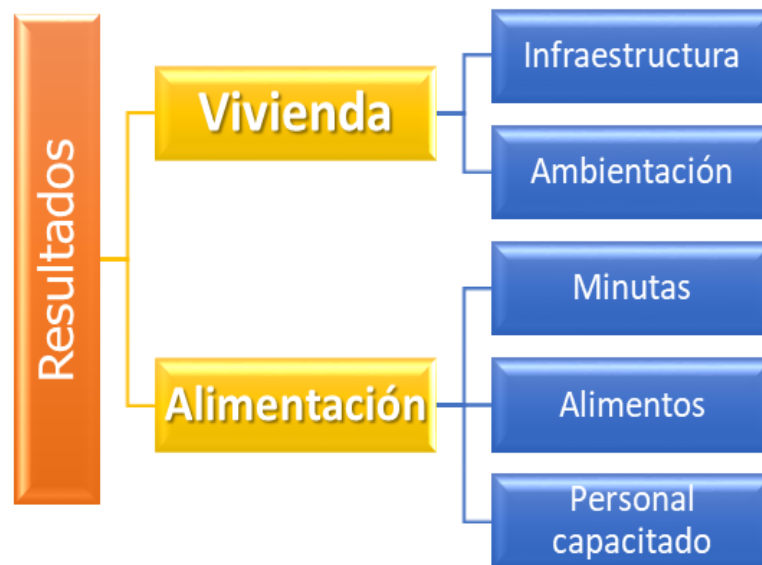 Resultados
Vivienda
Infraestructura
Ambientación
Alimentación
Minutas
Alimentos
Personal
capacitado